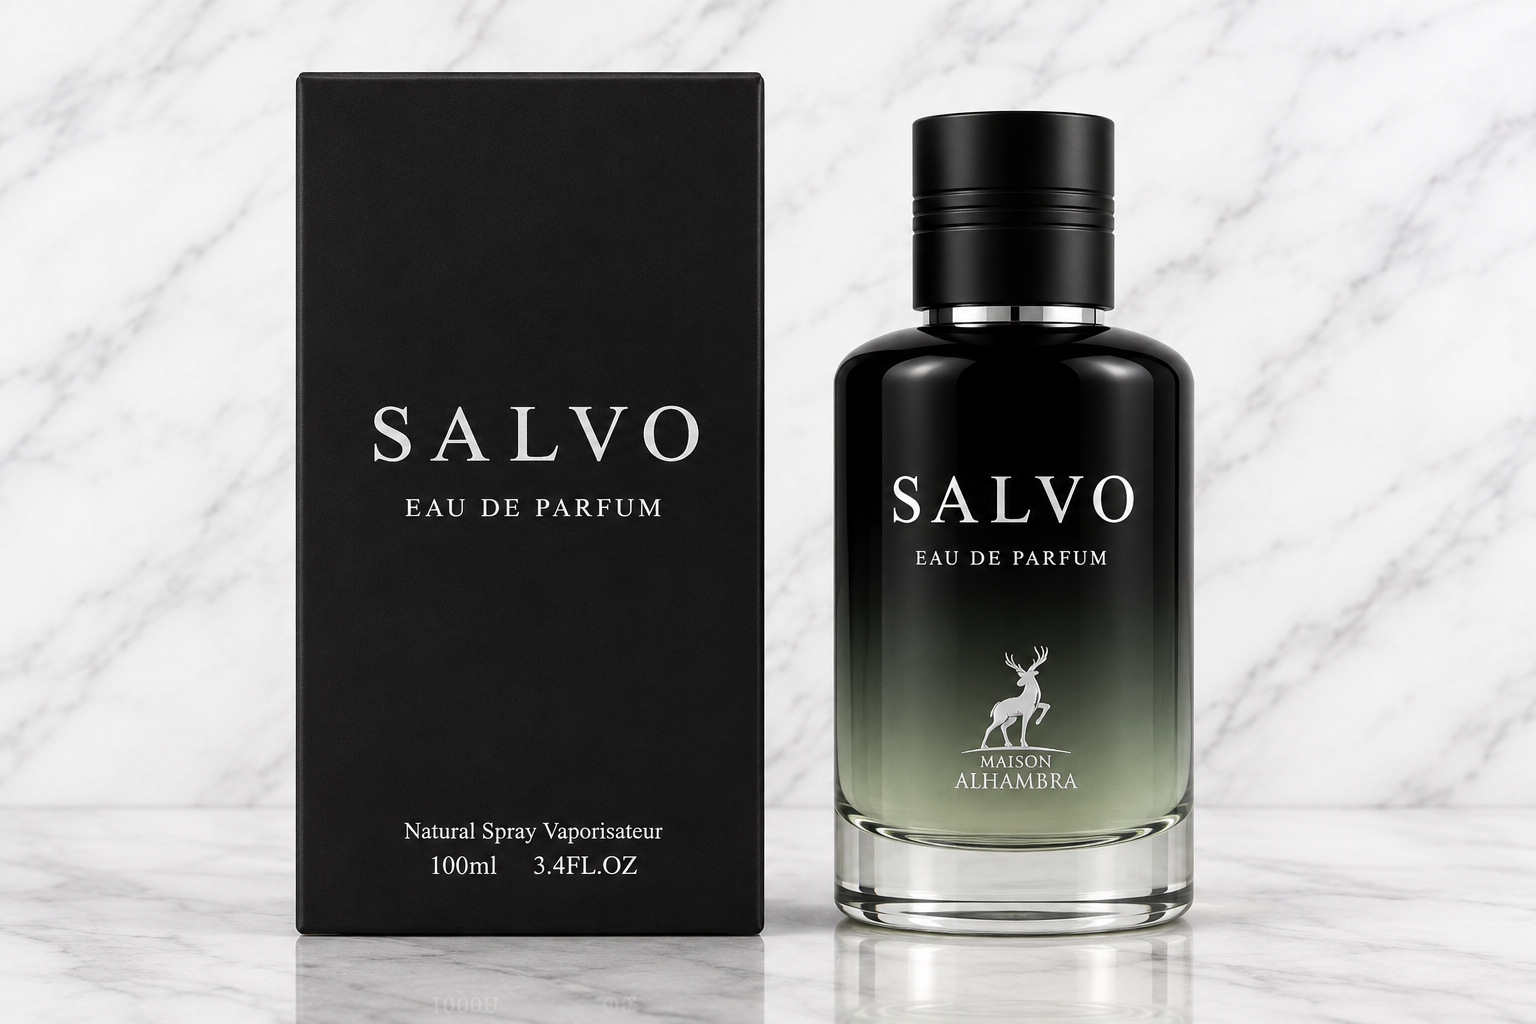 SALVO
EAU DE PARFUM
Natural Spray Vaporisateur
100ml 3.4FL.OZ
SALVO
EAU DE PARFUM
MAISON
ALHAMBRA